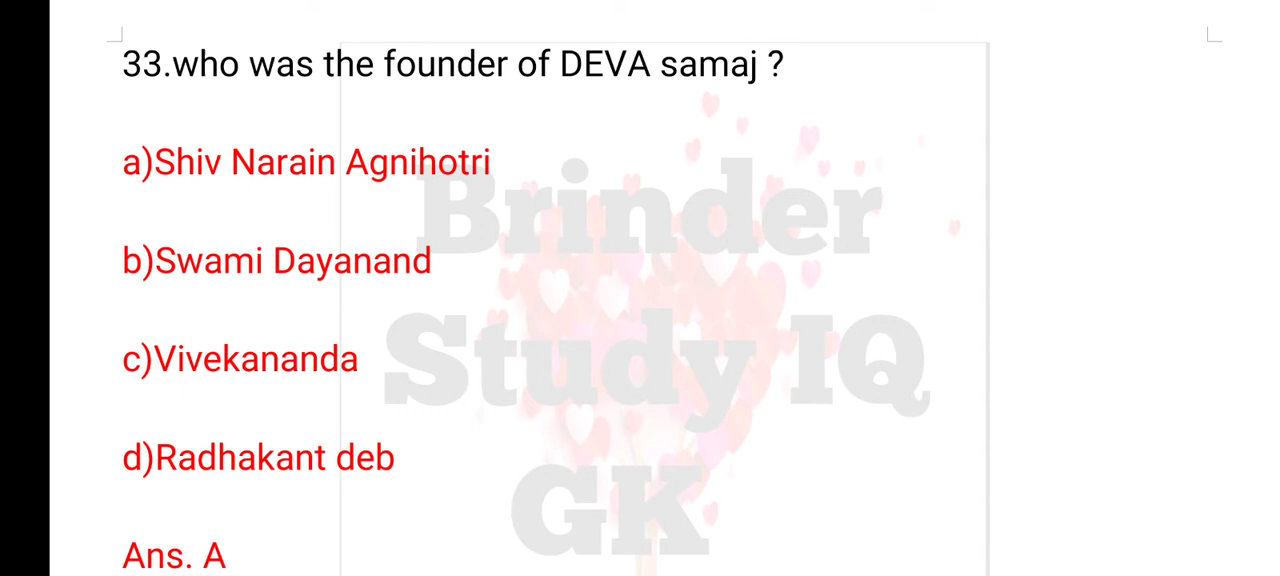 33.who was the founder of DEVA samaj ?
a)Shiv Narain Agnihotri
b)Swami Dayanand
c)Vivekananda
d)Radhakant deb
Ans. A
Brinder
Study IQ
GK